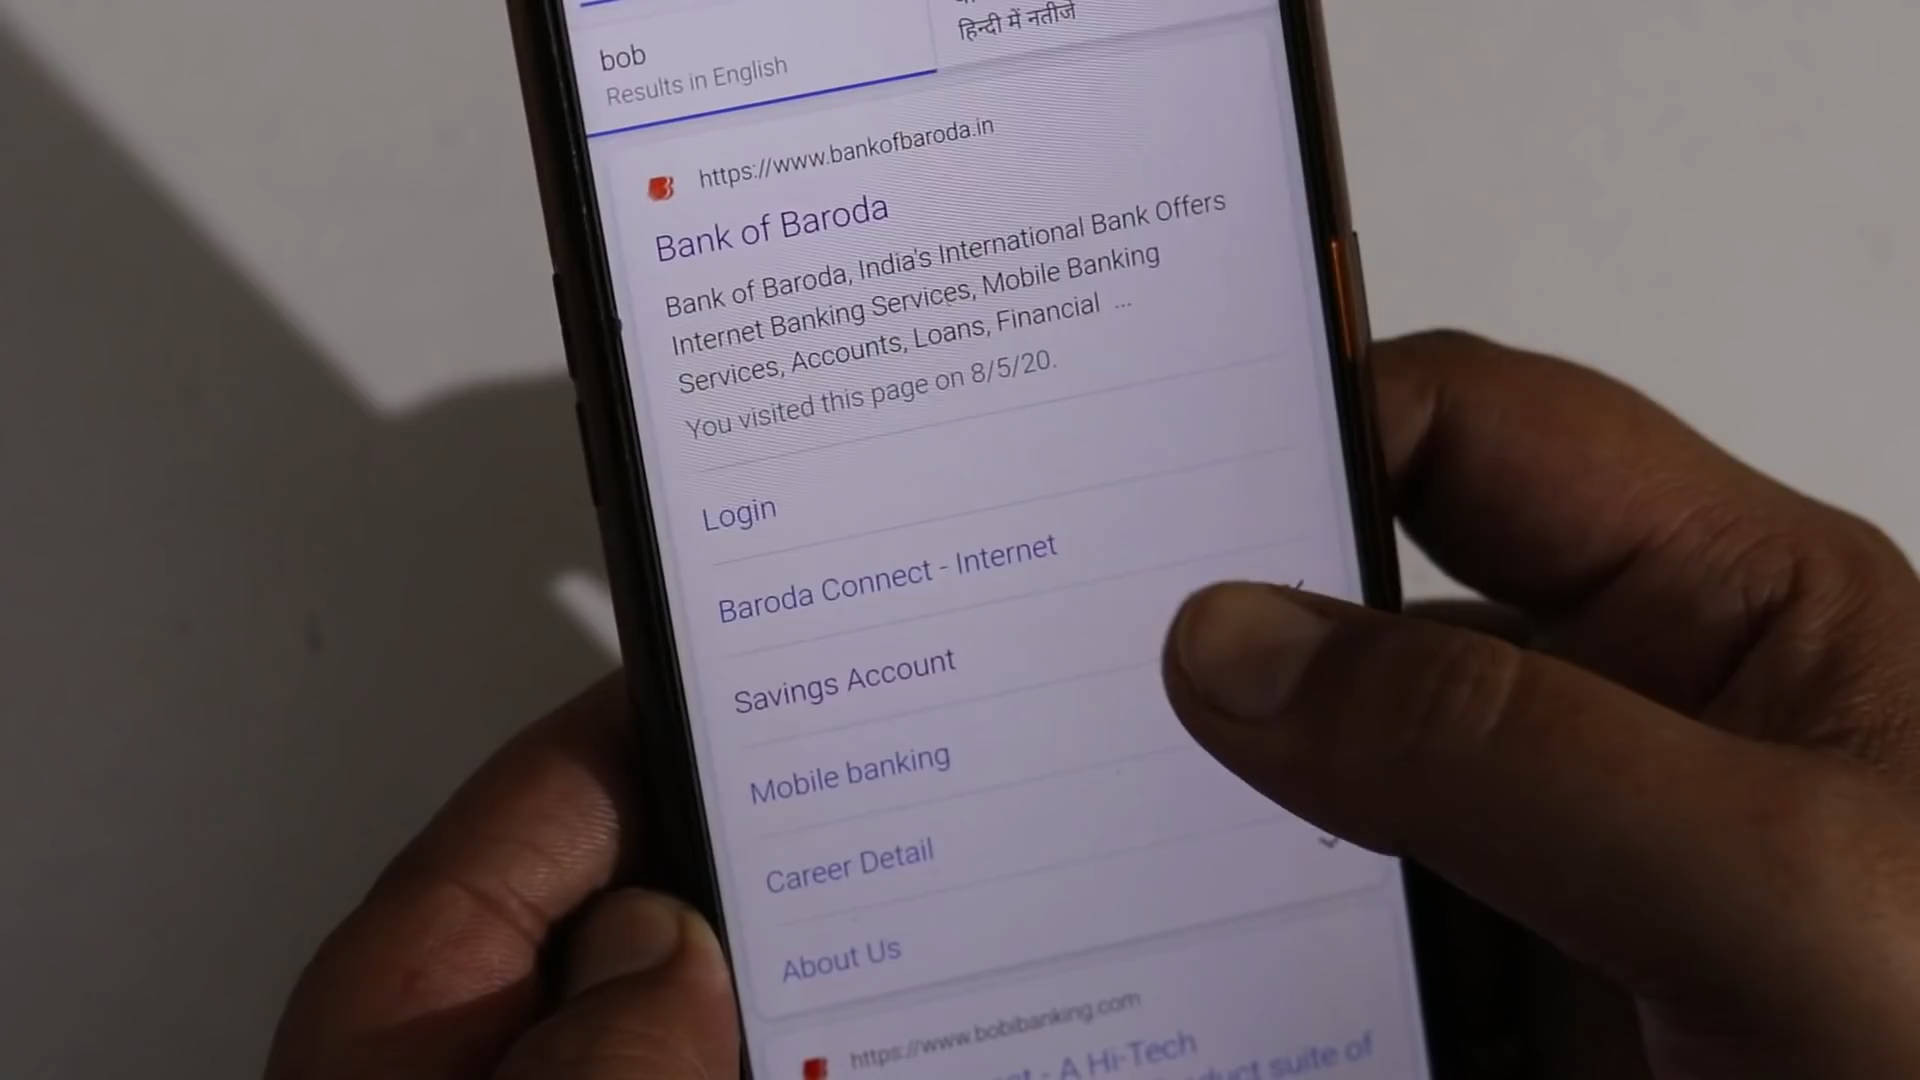 bob
Results in English
हिन्दी में नतीजे
https://www.bankofbaroda.in
Bank of Baroda
Bank of Baroda, India's International Bank Offers
Internet Banking Services, Mobile Banking
Services, Accounts, Loans, Financial ...
You visited this page on 8/5/20.
Login
Baroda Connect - Internet
Savings Account
Mobile banking
Career Detail
About Us
https://www.bobibanking.com
- A Hi-Tech
suite of